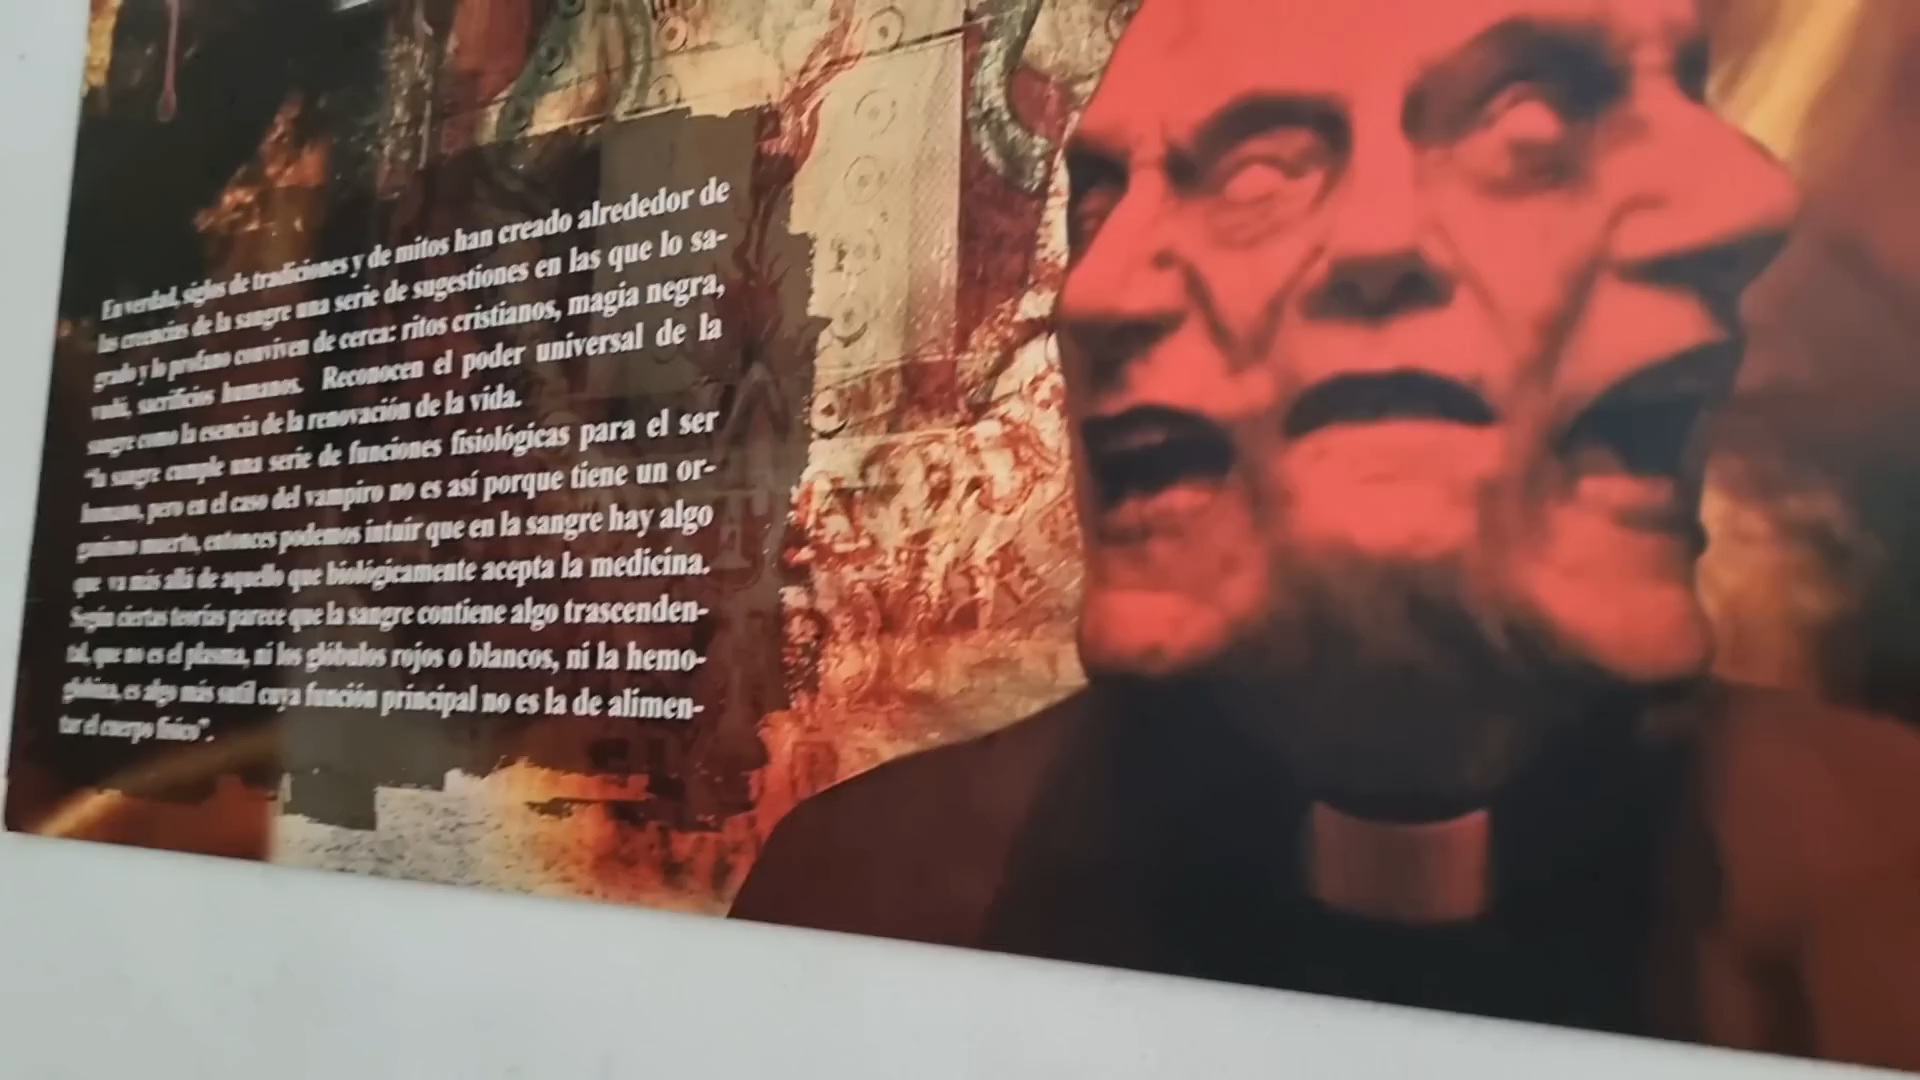 En verdad, siglos de tradiciones y de mitos han creado alrededor de
las creencias de la sangre una serie de sugestiones en las que lo sa-
grado y lo profano conviven de cerca: ritos cristianos, magia negra,
vudú, sacrificios humanos. Reconocen el poder universal de la
sangre como la esencia de la renovación de la vida.
“la sangre cumple una serie de funciones fisiológicas para el ser
humano, pero en el caso del vampiro no es así porque tiene un or-
ganismo muerto, entonces podemos intuir que en la sangre hay algo
que va más allá de aquello que biológicamente acepta la medicina.
Según ciertas teorías parece que la sangre contiene algo trascenden-
tal, que no es el plasma, ni los glóbulos rojos o blancos, ni la hemo-
globina, es algo más sutil cuya función principal no es la de alimen-
tar el cuerpo físico”.